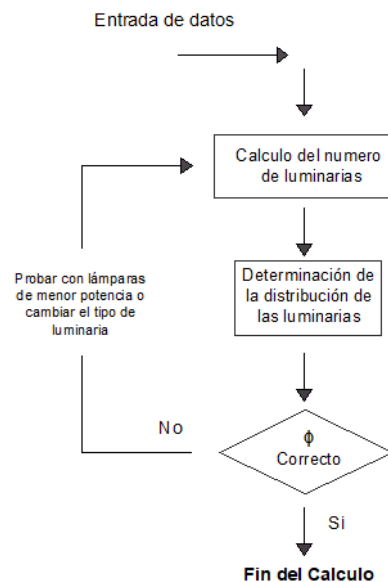 Entrada de datos
Calculo del numero
de luminarias
Probar con lámparas
de menor potencia o
cambiar el tipo de
luminaria
Determinación de
la distribución de
las luminarias
No
ϕ
Correcto
Si
Fin del Calculo